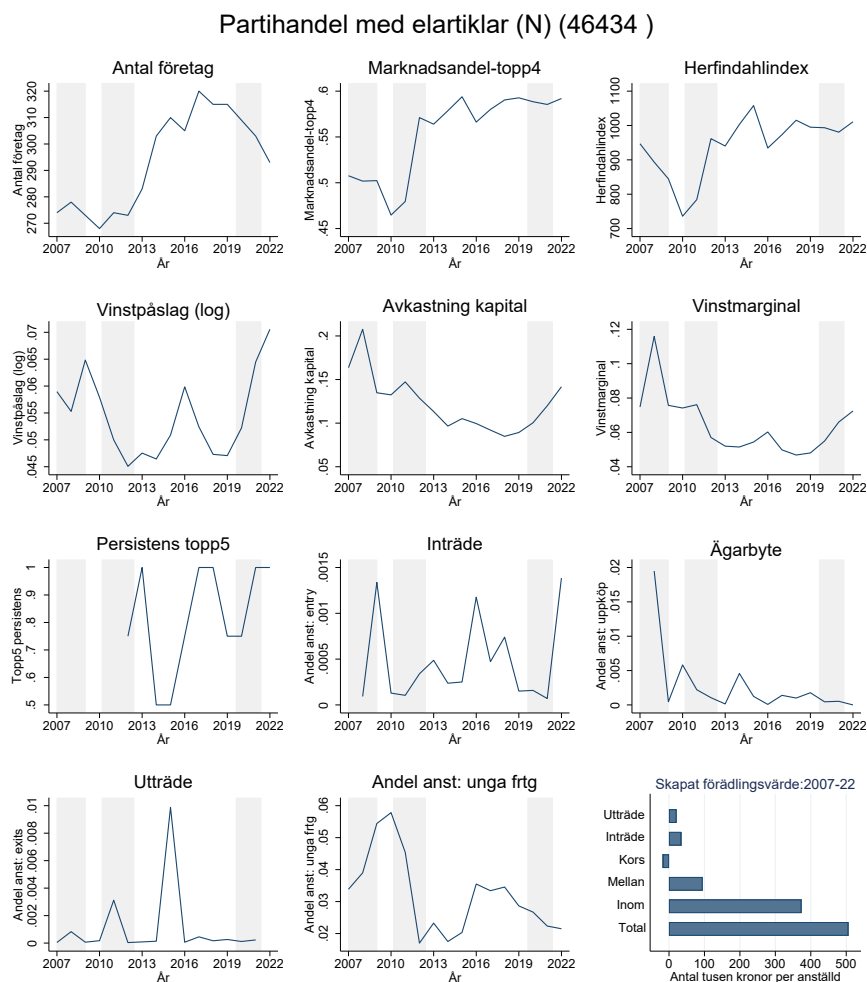 Partihandel med elartiklar (N) (46434 )
Antal företag
Antal företag
270 280 290 300 310 320
2007 2010 2013 2016 2019 2022
År
Marknadsandel-topp4
Marknadsandel-topp4
.45 .5 .55 .6
2007 2010 2013 2016 2019 2022
År
Herfindahlindex
Herfindahlindex
700 800 900 1000 1100
2007 2010 2013 2016 2019 2022
År
Vinstpåslag (log)
Vinstpåslag (log)
.045 .05 .055 .06 .065 .07
2007 2010 2013 2016 2019 2022
År
Avkastning kapital
Avkastning kapital
.05 .1 .15 .2
2007 2010 2013 2016 2019 2022
År
Vinstmarginal
Vinstmarginal
.04 .06 .08 .1 .12
2007 2010 2013 2016 2019 2022
År
Persistens topp5
Topp5 persistens
.5 .6 .7 .8 .9 1
2007 2010 2013 2016 2019 2022
År
Inträde
Andel anst: entry
0 .0005 .001 .0015
2007 2010 2013 2016 2019 2022
År
Ägarbyte
Andel anst: uppköp
0 .005 .01 .015 .02
2007 2010 2013 2016 2019 2022
År
Utträde
Andel anst: exits
0 .002 .004 .006 .008 .01
2007 2010 2013 2016 2019 2022
År
Andel anst: unga frtg
Andel anst: unga frtg
.02 .03 .04 .05 .06
2007 2010 2013 2016 2019 2022
År
Skapat förädlingsvärde:2007-22
Utträde
Inträde
Kors
Mellan
Inom
Total
0 100 200 300 400 500
Antal tusen kronor per anställd